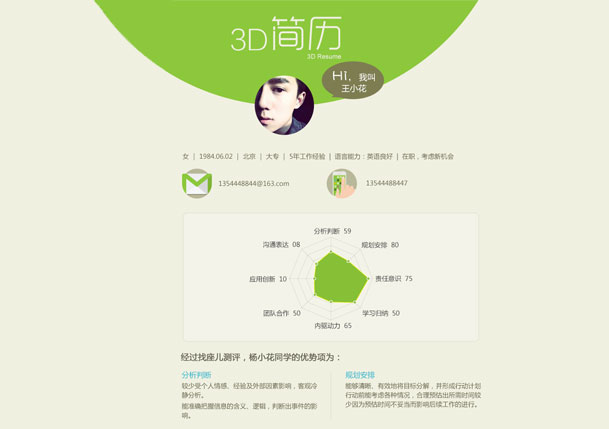 3D简历
3D Resume
HI，我叫
王小花
女 | 1984.06.02 | 北京 | 大专 | 5年工作经验 | 语言能力：英语良好 | 在职，考虑新机会
1354448844@163.com
13544488447
分析判断 59
沟通表达 08
规划安排 80
应用创新 10
责任意识 75
团队合作 50
学习归纳 50
内驱动力 65
经过找座儿测评，杨小花同学的优势项为：
分析判断
较少受个人情感、经验及外部因素影响，客观冷
静分析。
能准确把握信息的含义、逻辑，判断出事件的影
响。
规划安排
能够清晰、有效地将目标分解，并形成行动计划
行动前能考虑各种情况，合理预估出所需时间较
少因为预估时间不妥当而影响后续工作的进行。